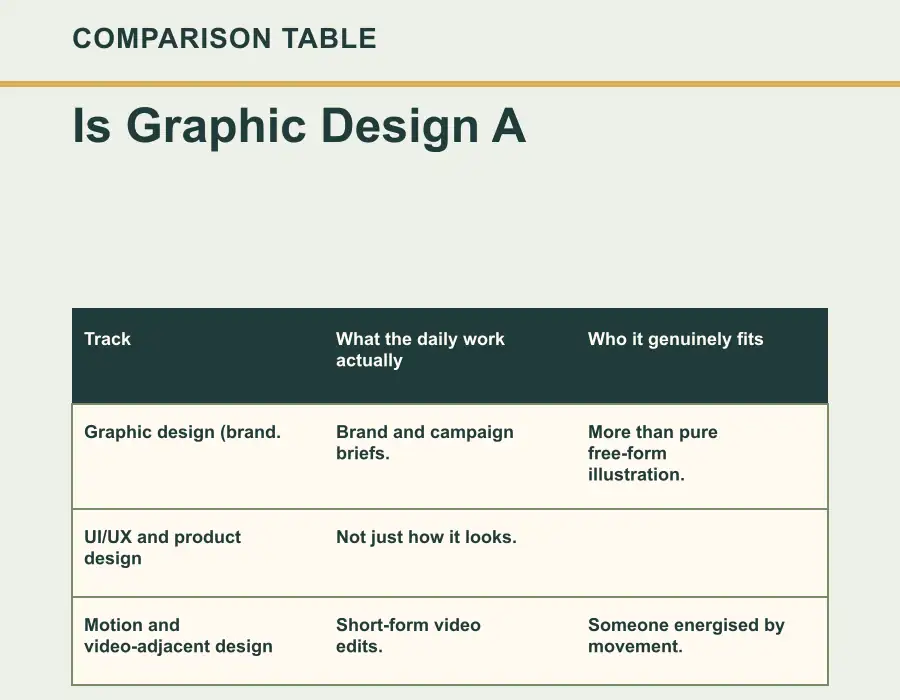 COMPARISON TABLE
Is Graphic Design A
Track
What the daily work
actually
Who it genuinely fits
Graphic design (brand.
Brand and campaign
briefs.
More than pure
free-form
illustration.
UI/UX and product
design
Not just how it looks.
Motion and
video-adjacent design
Short-form video
edits.
Someone energised by
movement.